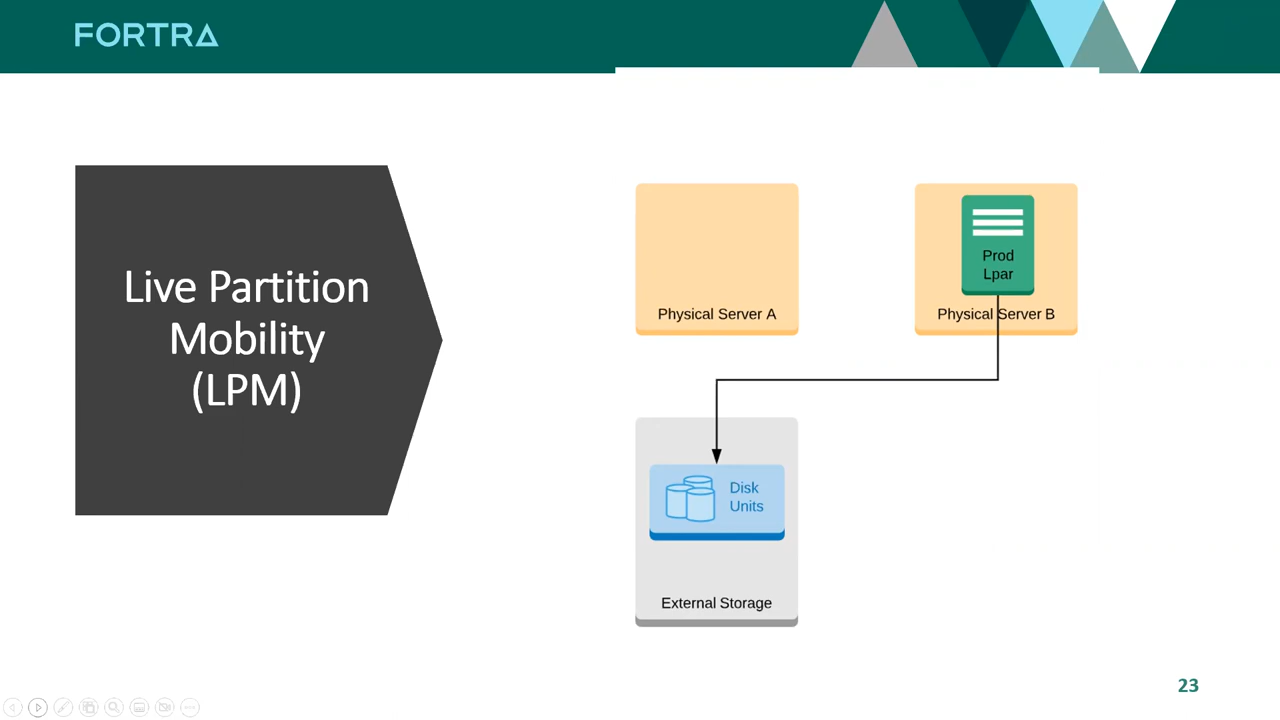 FORTRA
Live Partition
Mobility
(LPM)
Physical Server A
Prod
Lpar
Physical Server B
Disk
Units
External Storage
23